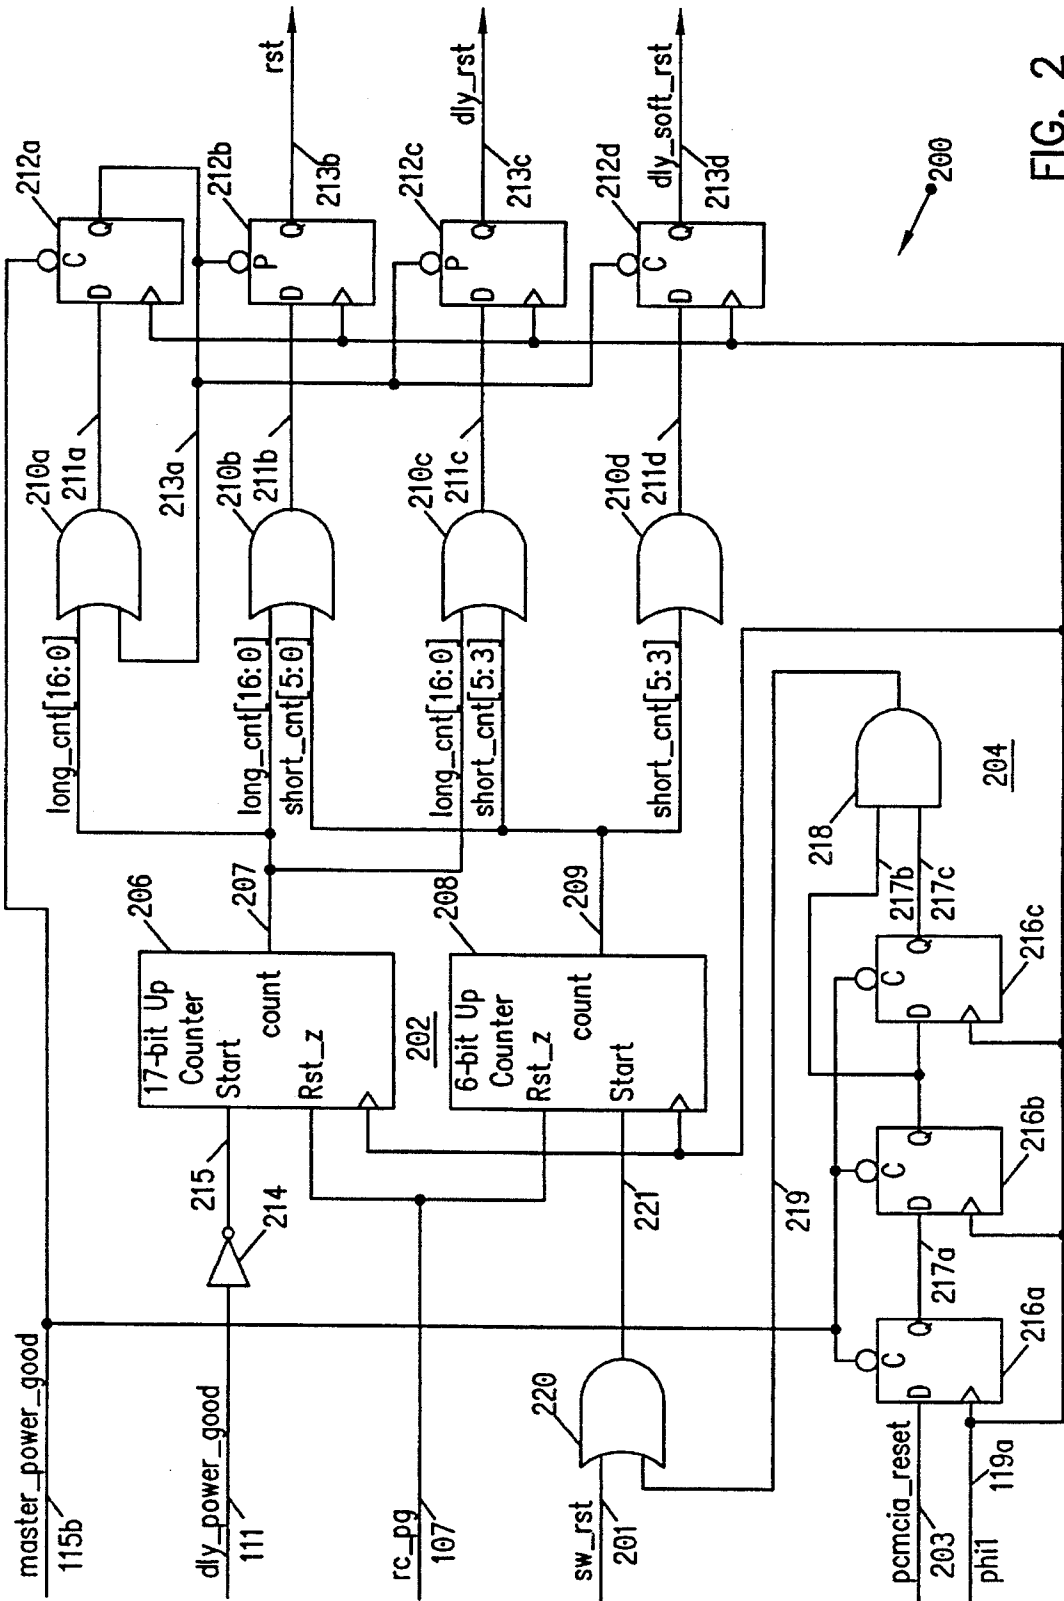 master_power_good
115b
dly_power_good
111
rc_pg
107
sw_rst
201
pcmcia_reset
203
phi1
119a
214
215
220
221
219
17-bit Up
Counter
Start
Rst_z
count
206
207
202
6-bit Up
Counter
Rst_z
Start
count
208
209
long_cnt[16:0]
long_cnt[16:0]
short_cnt[5:0]
long_cnt[16:0]
short_cnt[5:3]
short_cnt[5:3]
210a
211a
213a
210b
211b
210c
211c
210d
211d
D
C
Q
212a
D
P
Q
212b
213b
rst
D
P
Q
212c
213c
dly_rst
D
C
Q
212d
213d
dly_soft_rst
D
C
Q
216a
217a
D
C
Q
216b
D
C
Q
216c
217b
217c
218
204
200
FIG. 2